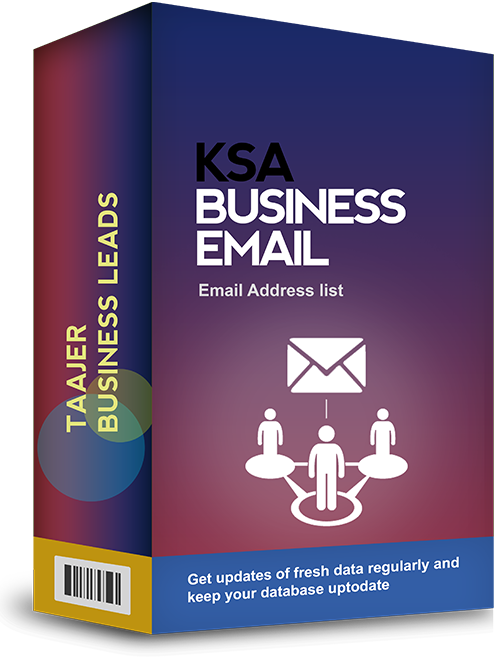 KSA
BUSINESS
EMAIL
Email Address list
TAAJER
BUSINESS LEADS
Get updates of fresh data regularly and
keep your database uptodate